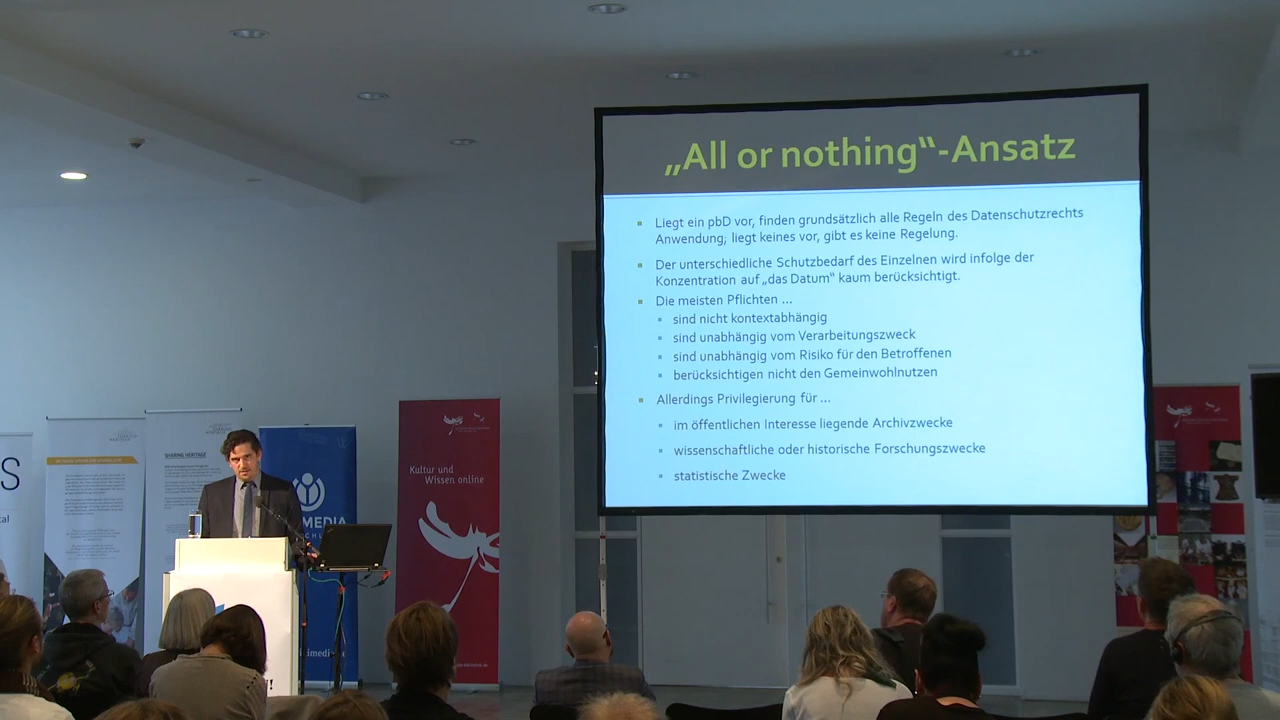 „All or nothing“-Ansatz
Liegt ein pbD vor, finden grundsätzlich alle Regeln des Datenschutzrechts
Anwendung; liegt keines vor, gibt es keine Regelung.
Der unterschiedliche Schutzbedarf des Einzelnen wird infolge der
Konzentration auf „das Datum“ kaum berücksichtigt.
Die meisten Pflichten ...
sind nicht kontextabhängig
sind unabhängig vom Verarbeitungszweck
sind unabhängig vom Risiko für den Betroffenen
berücksichtigen nicht den Gemeinwohlnutzen
Allerdings Privilegierung für ...
im öffentlichen Interesse liegende Archivzwecke
wissenschaftliche oder historische Forschungszwecke
statistische Zwecke
SHARING HERITAGE
Kultur und
Wissen online
MEDIA